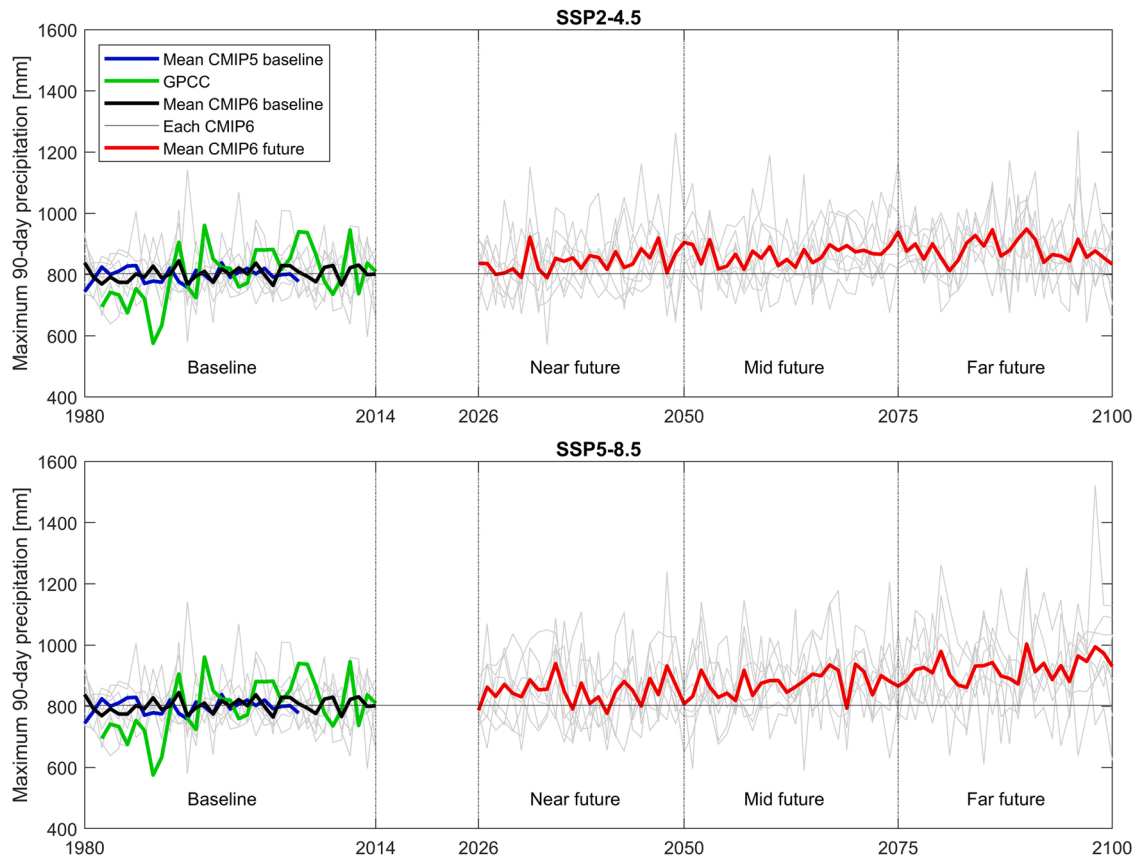 SSP2-4.5
Maximum 90-day precipitation [mm]
1600
1400
1200
1000
800
600
400
Mean CMIP5 baseline
GPCC
Mean CMIP6 baseline
Each CMIP6
Mean CMIP6 future
Baseline
Near future
Mid future
Far future
1980
2014
2026
2050
2075
2100
SSP5-8.5
Maximum 90-day precipitation [mm]
1600
1400
1200
1000
800
600
400
Baseline
Near future
Mid future
Far future
1980
2014
2026
2050
2075
2100